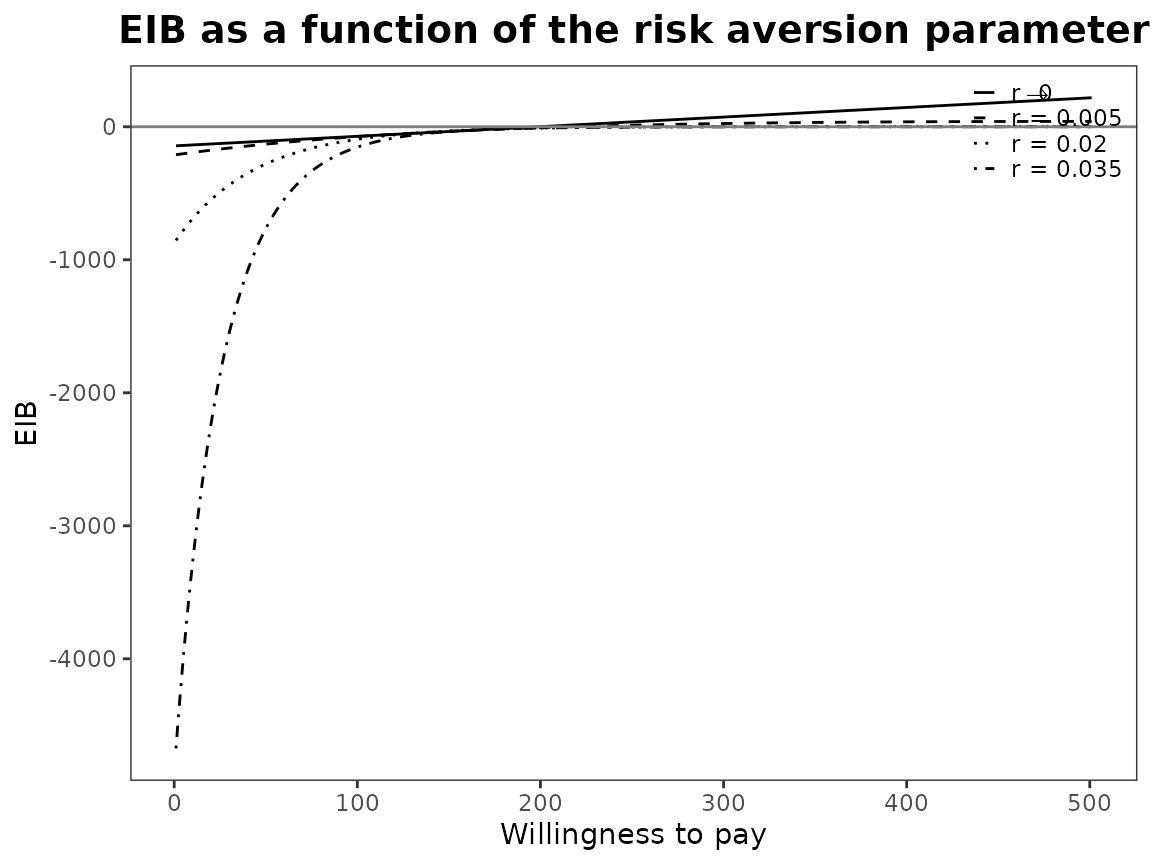 EIB as a function of the risk aversion parameter
r → 0
r = 0.005
r = 0.02
r = 0.035
0
-1000
-2000
-3000
-4000
EIB
0 100 200 300 400 500
Willingness to pay